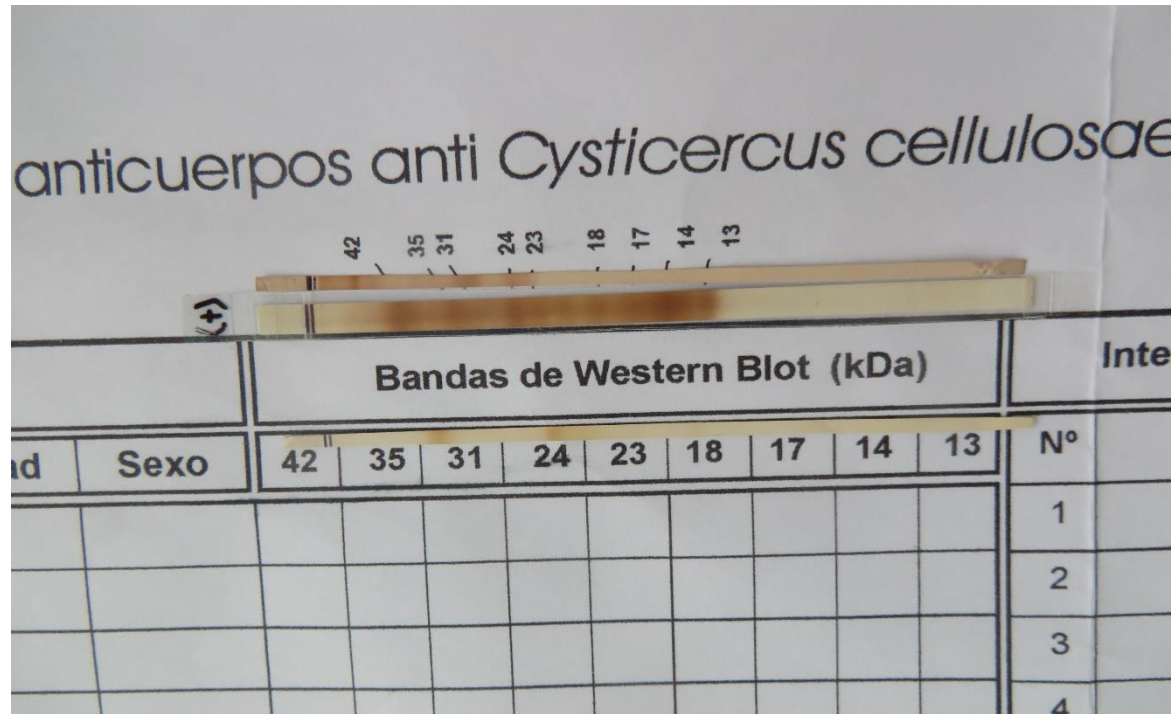 anticuerpos anti Cysticercus cellulosae
42 35 31 24 23 18 17 14 13
(+)
Bandas de Western Blot (kDa)
Inte
ad Sexo 42 35 31 24 23 18 17 14 13 Nº
1
2
3
4